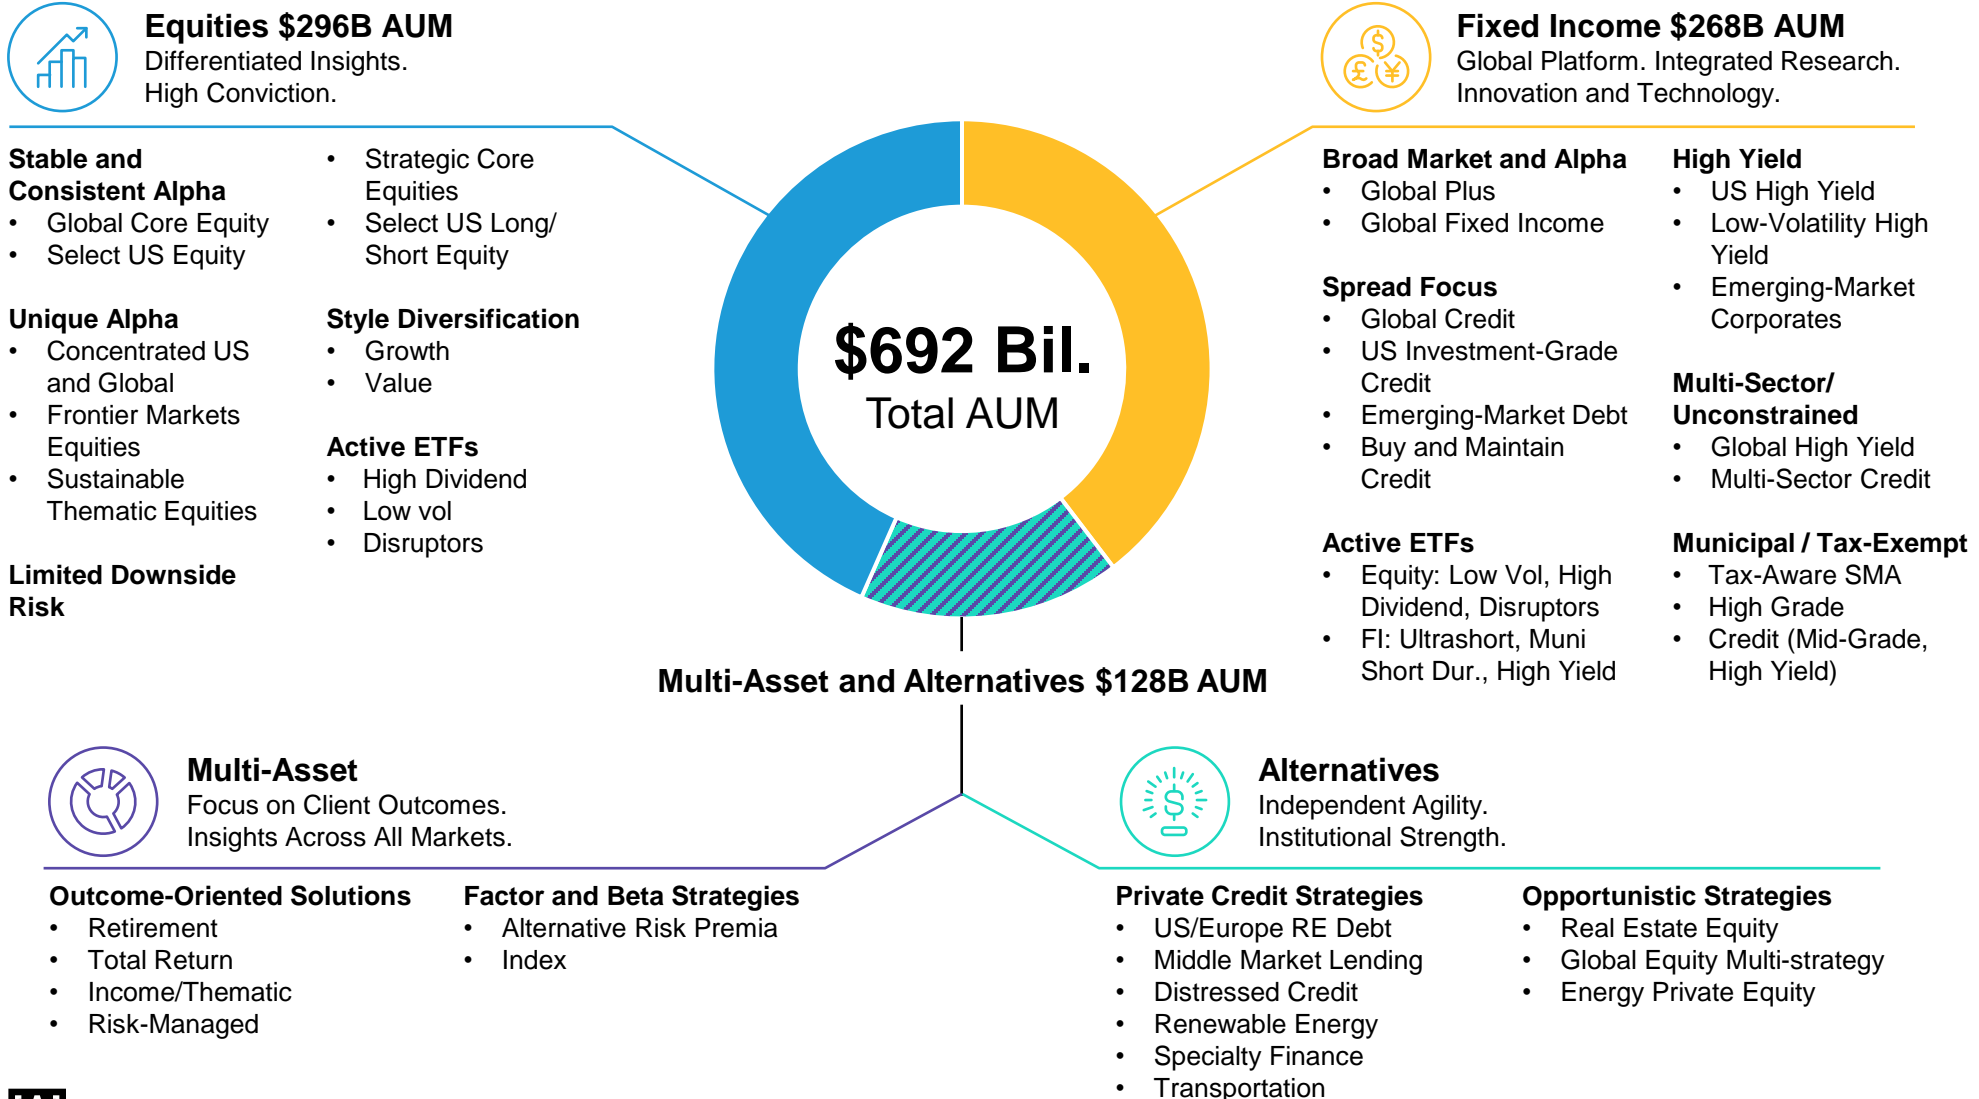 Equities $296B AUM
Differentiated Insights.
High Conviction.
Stable and
Consistent Alpha
• Global Core Equity
• Select US Equity
Unique Alpha
• Concentrated US
and Global
• Frontier Markets
Equities
• Sustainable
Thematic Equities
Limited Downside
Risk
• Strategic Core
Equities
• Select US Long/
Short Equity
Style Diversification
• Growth
• Value
Active ETFs
• High Dividend
• Low vol
• Disruptors
$692 Bil.
Total AUM
Fixed Income $268B AUM
Global Platform. Integrated Research.
Innovation and Technology.
Broad Market and Alpha
• Global Plus
• Global Fixed Income
Spread Focus
• Global Credit
• US Investment-Grade
Credit
• Emerging-Market Debt
• Buy and Maintain
Credit
Active ETFs
• Equity: Low Vol, High
Dividend, Disruptors
• FI: Ultrashort, Muni
Short Dur., High Yield
High Yield
• US High Yield
• Low-Volatility High
Yield
• Emerging-Market
Corporates
Multi-Sector/
Unconstrained
• Global High Yield
• Multi-Sector Credit
Municipal / Tax-Exempt
• Tax-Aware SMA
• High Grade
• Credit (Mid-Grade,
High Yield)
Multi-Asset and Alternatives $128B AUM
Multi-Asset
Focus on Client Outcomes.
Insights Across All Markets.
Outcome-Oriented Solutions
• Retirement
• Total Return
• Income/Thematic
• Risk-Managed
Factor and Beta Strategies
• Alternative Risk Premia
• Index
Alternatives
Independent Agility.
Institutional Strength.
Private Credit Strategies
• US/Europe RE Debt
• Middle Market Lending
• Distressed Credit
• Renewable Energy
• Specialty Finance
• Transportation
Opportunistic Strategies
• Real Estate Equity
• Global Equity Multi-strategy
• Energy Private Equity